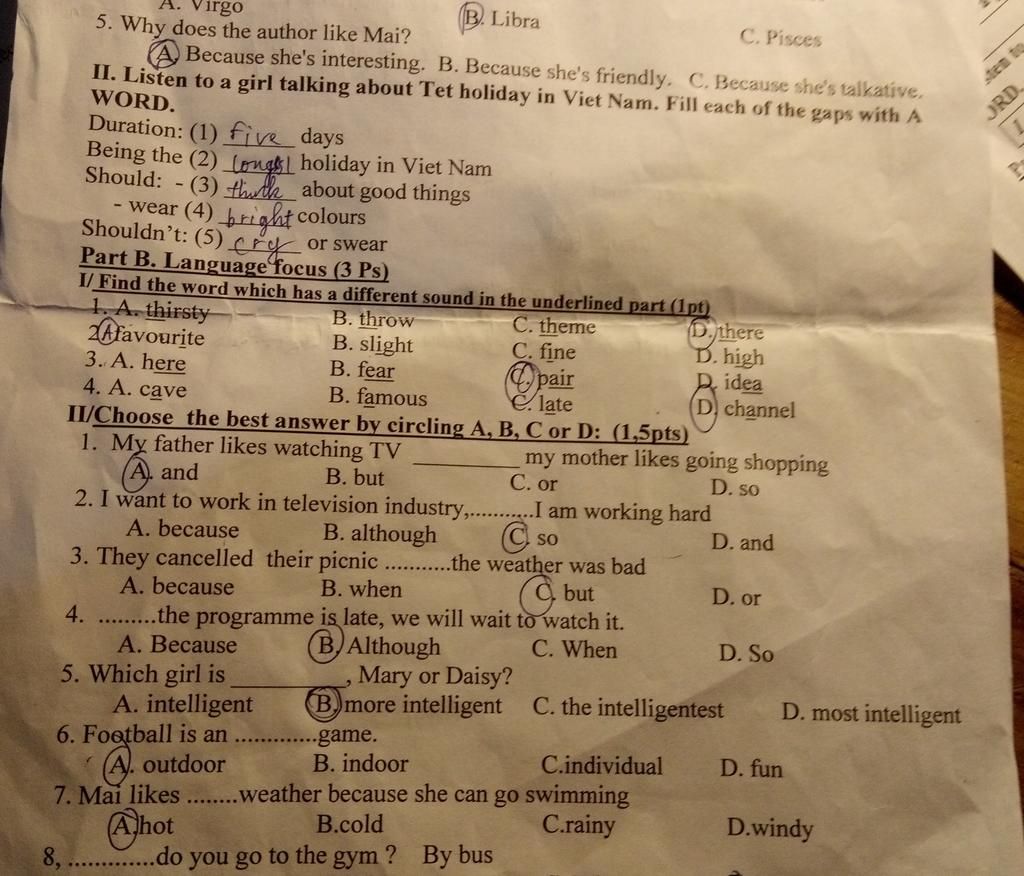 A. Virgo B. Libra C. Pisces
5. Why does the author like Mai?
A. Because she's interesting. B. Because she's friendly. C. Because she's talkative.
II. Listen to a girl talking about Tet holiday in Viet Nam. Fill each of the gaps with A
WORD.
Duration: (1) five days
Being the (2) longest holiday in Viet Nam
Should: - (3) think about good things
- wear (4) bright colours
Shouldn't: (5) cry or swear
Part B. Language focus (3 Ps)
I/ Find the word which has a different sound in the underlined part (1pt)
1. A. thirsty B. throw C. theme D. there
2. A favourite B. slight C. fine D. high
3. A. here B. fear C. pair D. idea
4. A. cave B. famous C. late D. channel
II/Choose the best answer by circling A, B, C or D: (1,5pts)
1. My father likes watching TV _________ my mother likes going shopping
A. and B. but C. or D. so
2. I want to work in television industry,...........I am working hard
A. because B. although C. so D. and
3. They cancelled their picnic ...........the weather was bad
A. because B. when C. but D. or
4. .........the programme is late, we will wait to watch it.
A. Because B. Although C. When D. So
5. Which girl is __________, Mary or Daisy?
A. intelligent B. more intelligent C. the intelligentest D. most intelligent
6. Football is an .............game.
A. outdoor B. indoor C.individual D. fun
7. Mai likes ........weather because she can go swimming
A.hot B.cold C.rainy D.windy
8, .............do you go to the gym ? By bus